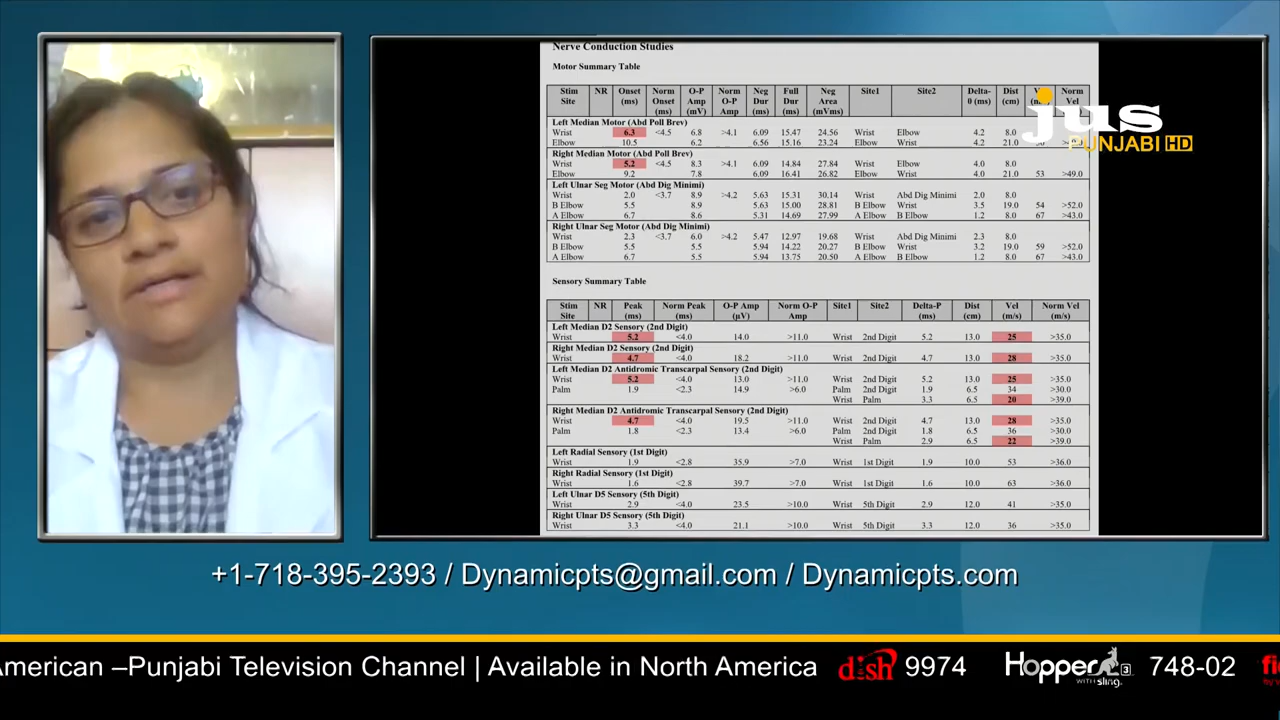 Nerve Conduction Studies
Motor Summary Table
Stim Site NR Onset (ms) Norm Onset (ms) O-P Amp (mV) Norm O-P Amp Neg Dur (ms) Full Dur (ms) Neg Area (mVms) Site1 Site2 Delta-0 (ms) Dist (cm) Norm Vel
Left Median Motor (Abd Poll Brev)
Wrist 6.3 <4.5 6.8 >4.1 6.09 15.47 24.56 Wrist Elbow 4.2 8.0
Elbow 10.5 6.2 6.56 15.16 23.24 Elbow Wrist 4.2 21.0
Right Median Motor (Abd Poll Brev)
Wrist 5.2 <4.5 8.3 >4.1 6.09 14.84 27.84 Wrist Elbow 4.0 8.0
Elbow 9.2 7.8 6.09 16.41 26.82 Elbow Wrist 4.0 21.0 53 >49.0
Left Ulnar Seg Motor (Abd Dig Minimi)
Wrist 2.0 <3.7 8.9 >4.2 5.63 15.31 30.14 Wrist Abd Dig Minimi 2.0 8.0
B Elbow 5.5 8.9 5.63 15.00 28.81 B Elbow Wrist 3.5 19.0 54 >52.0
A Elbow 6.7 8.6 5.31 14.69 27.99 A Elbow B Elbow 1.2 8.0 67 >43.0
Right Ulnar Seg Motor (Abd Dig Minimi)
Wrist 2.3 <3.7 6.0 >4.2 5.47 12.97 19.68 Wrist Abd Dig Minimi 2.3 8.0
B Elbow 5.5 5.5 5.94 14.22 20.27 B Elbow Wrist 3.2 19.0 59 >52.0
A Elbow 6.7 5.5 5.94 13.75 20.50 A Elbow B Elbow 1.2 8.0 67 >43.0
Sensory Summary Table
Stim Site NR Peak (ms) Norm Peak (ms) O-P Amp (µV) Norm O-P Amp Site1 Site2 Delta-P (ms) Dist (cm) Vel (m/s) Norm Vel (m/s)
Left Median D2 Sensory (2nd Digit)
Wrist 5.2 <4.0 14.0 >11.0 Wrist 2nd Digit 5.2 13.0 25 >35.0
Right Median D2 Sensory (2nd Digit)
Wrist 4.7 <4.0 18.2 >11.0 Wrist 2nd Digit 4.7 13.0 28 >35.0
Left Median D2 Antidromic Transcarpal Sensory (2nd Digit)
Wrist 5.2 <4.0 13.0 >11.0 Wrist 2nd Digit 5.2 13.0 25 >35.0
Palm 1.9 <2.3 14.9 >6.0 Palm 2nd Digit 1.9 6.5 34 >30.0
Wrist Palm 3.3 6.5 20 >39.0
Right Median D2 Antidromic Transcarpal Sensory (2nd Digit)
Wrist 4.7 <4.0 19.5 >11.0 Wrist 2nd Digit 4.7 13.0 28 >35.0
Palm 1.8 <2.3 13.4 >6.0 Palm 2nd Digit 1.8 6.5 36 >30.0
Wrist Palm 2.9 6.5 22 >39.0
Left Radial Sensory (1st Digit)
Wrist 1.9 <2.8 35.9 >7.0 Wrist 1st Digit 1.9 10.0 53 >36.0
Right Radial Sensory (1st Digit)
Wrist 1.6 <2.8 39.7 >7.0 Wrist 1st Digit 1.6 10.0 63 >36.0
Left Ulnar D5 Sensory (5th Digit)
Wrist 2.9 <4.0 23.5 >10.0 Wrist 5th Digit 2.9 12.0 41 >35.0
Right Ulnar D5 Sensory (5th Digit)
Wrist 3.3 <4.0 21.1 >10.0 Wrist 5th Digit 3.3 12.0 36 >35.0
jus
PUNJABI HD
+1-718-395-2393 / Dynamicpts@gmail.com / Dynamicpts.com
American –Punjabi Television Channel | Available in North America dish 9974 Hopper 3 WITH sling 748-02